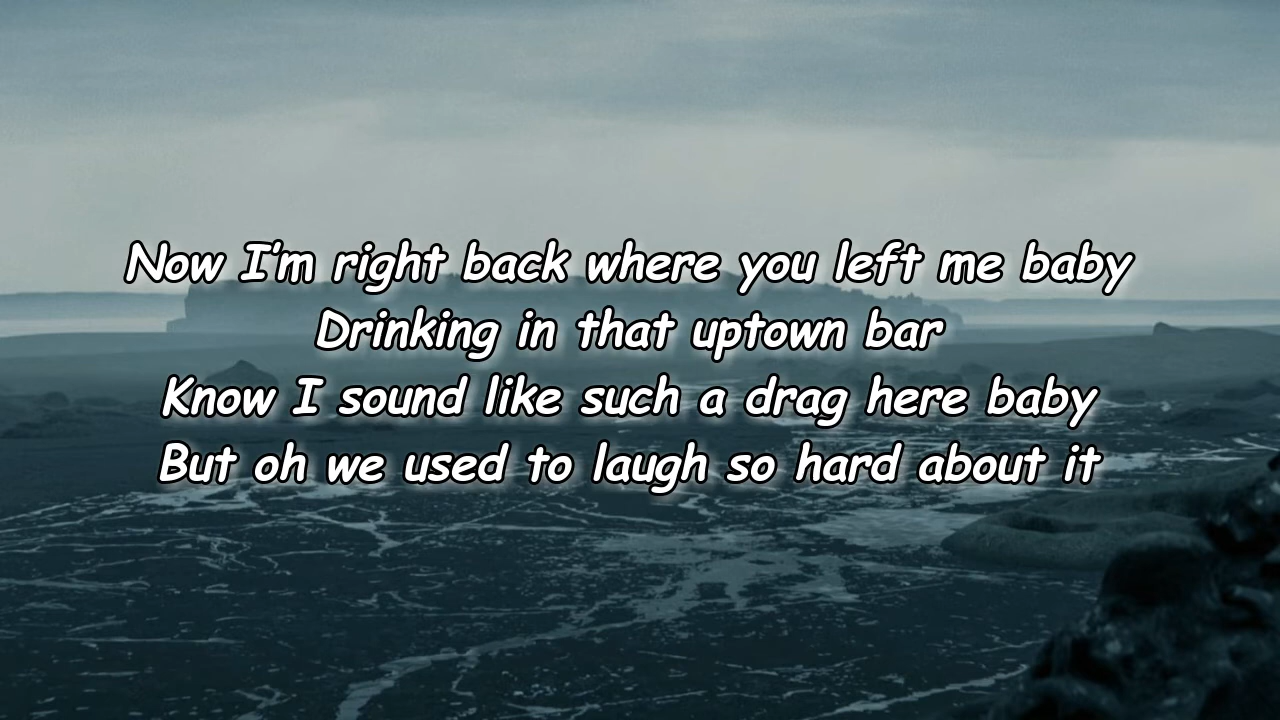 Now I'm right back where you left me baby
Drinking in that uptown bar
Know I sound like such a drag here baby
But oh we used to laugh so hard about it